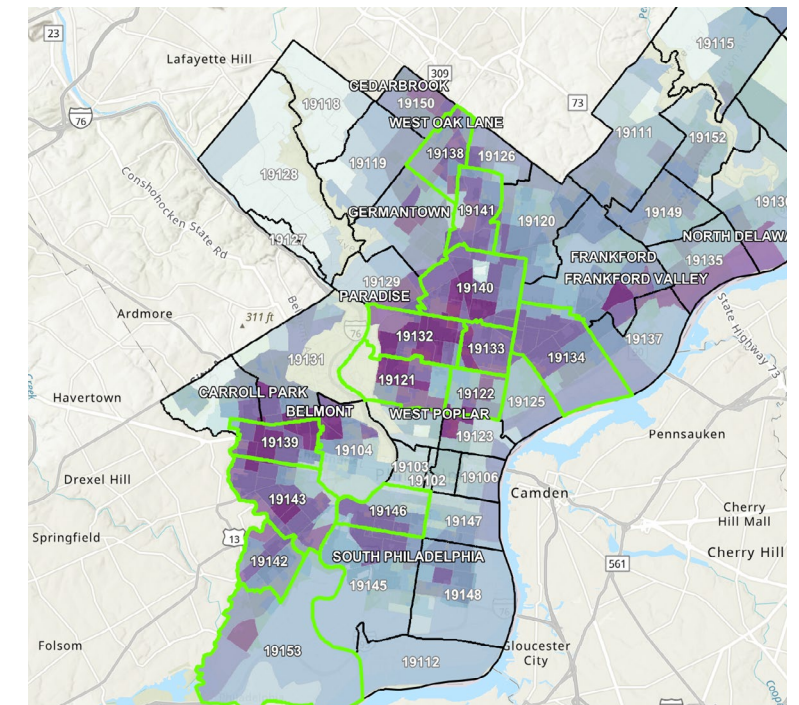 23
19115
Lafayette Hill
309
CEDARBROOK
19150
73
19118
76
WEST OAK LANE
19111
19152
19138
19126
19119
19128
Conshohocken State Rd
GERMANTOWN
19141
19120
19149
19127
FRANKFORD
NORTH DELAWA
19135
19129
FRANKFORD VALLEY
PARADISE
19140
Ardmore
311 ft
76
19132
19133
19134
19137
State Highway 73
19131
19121
Havertown
CARROLL PARK
19122
19125
BELMONT
WEST POPLAR
19123
Pennsauken
19139
19104
19103
19102
19106
Drexel Hill
Camden
19143
19146
19147
Cherry
Hill Mall
Springfield
13
Cherry Hill
SOUTH PHILADELPHIA
19142
561
19145
19148
Folsom
19153
19112
Gloucester
City